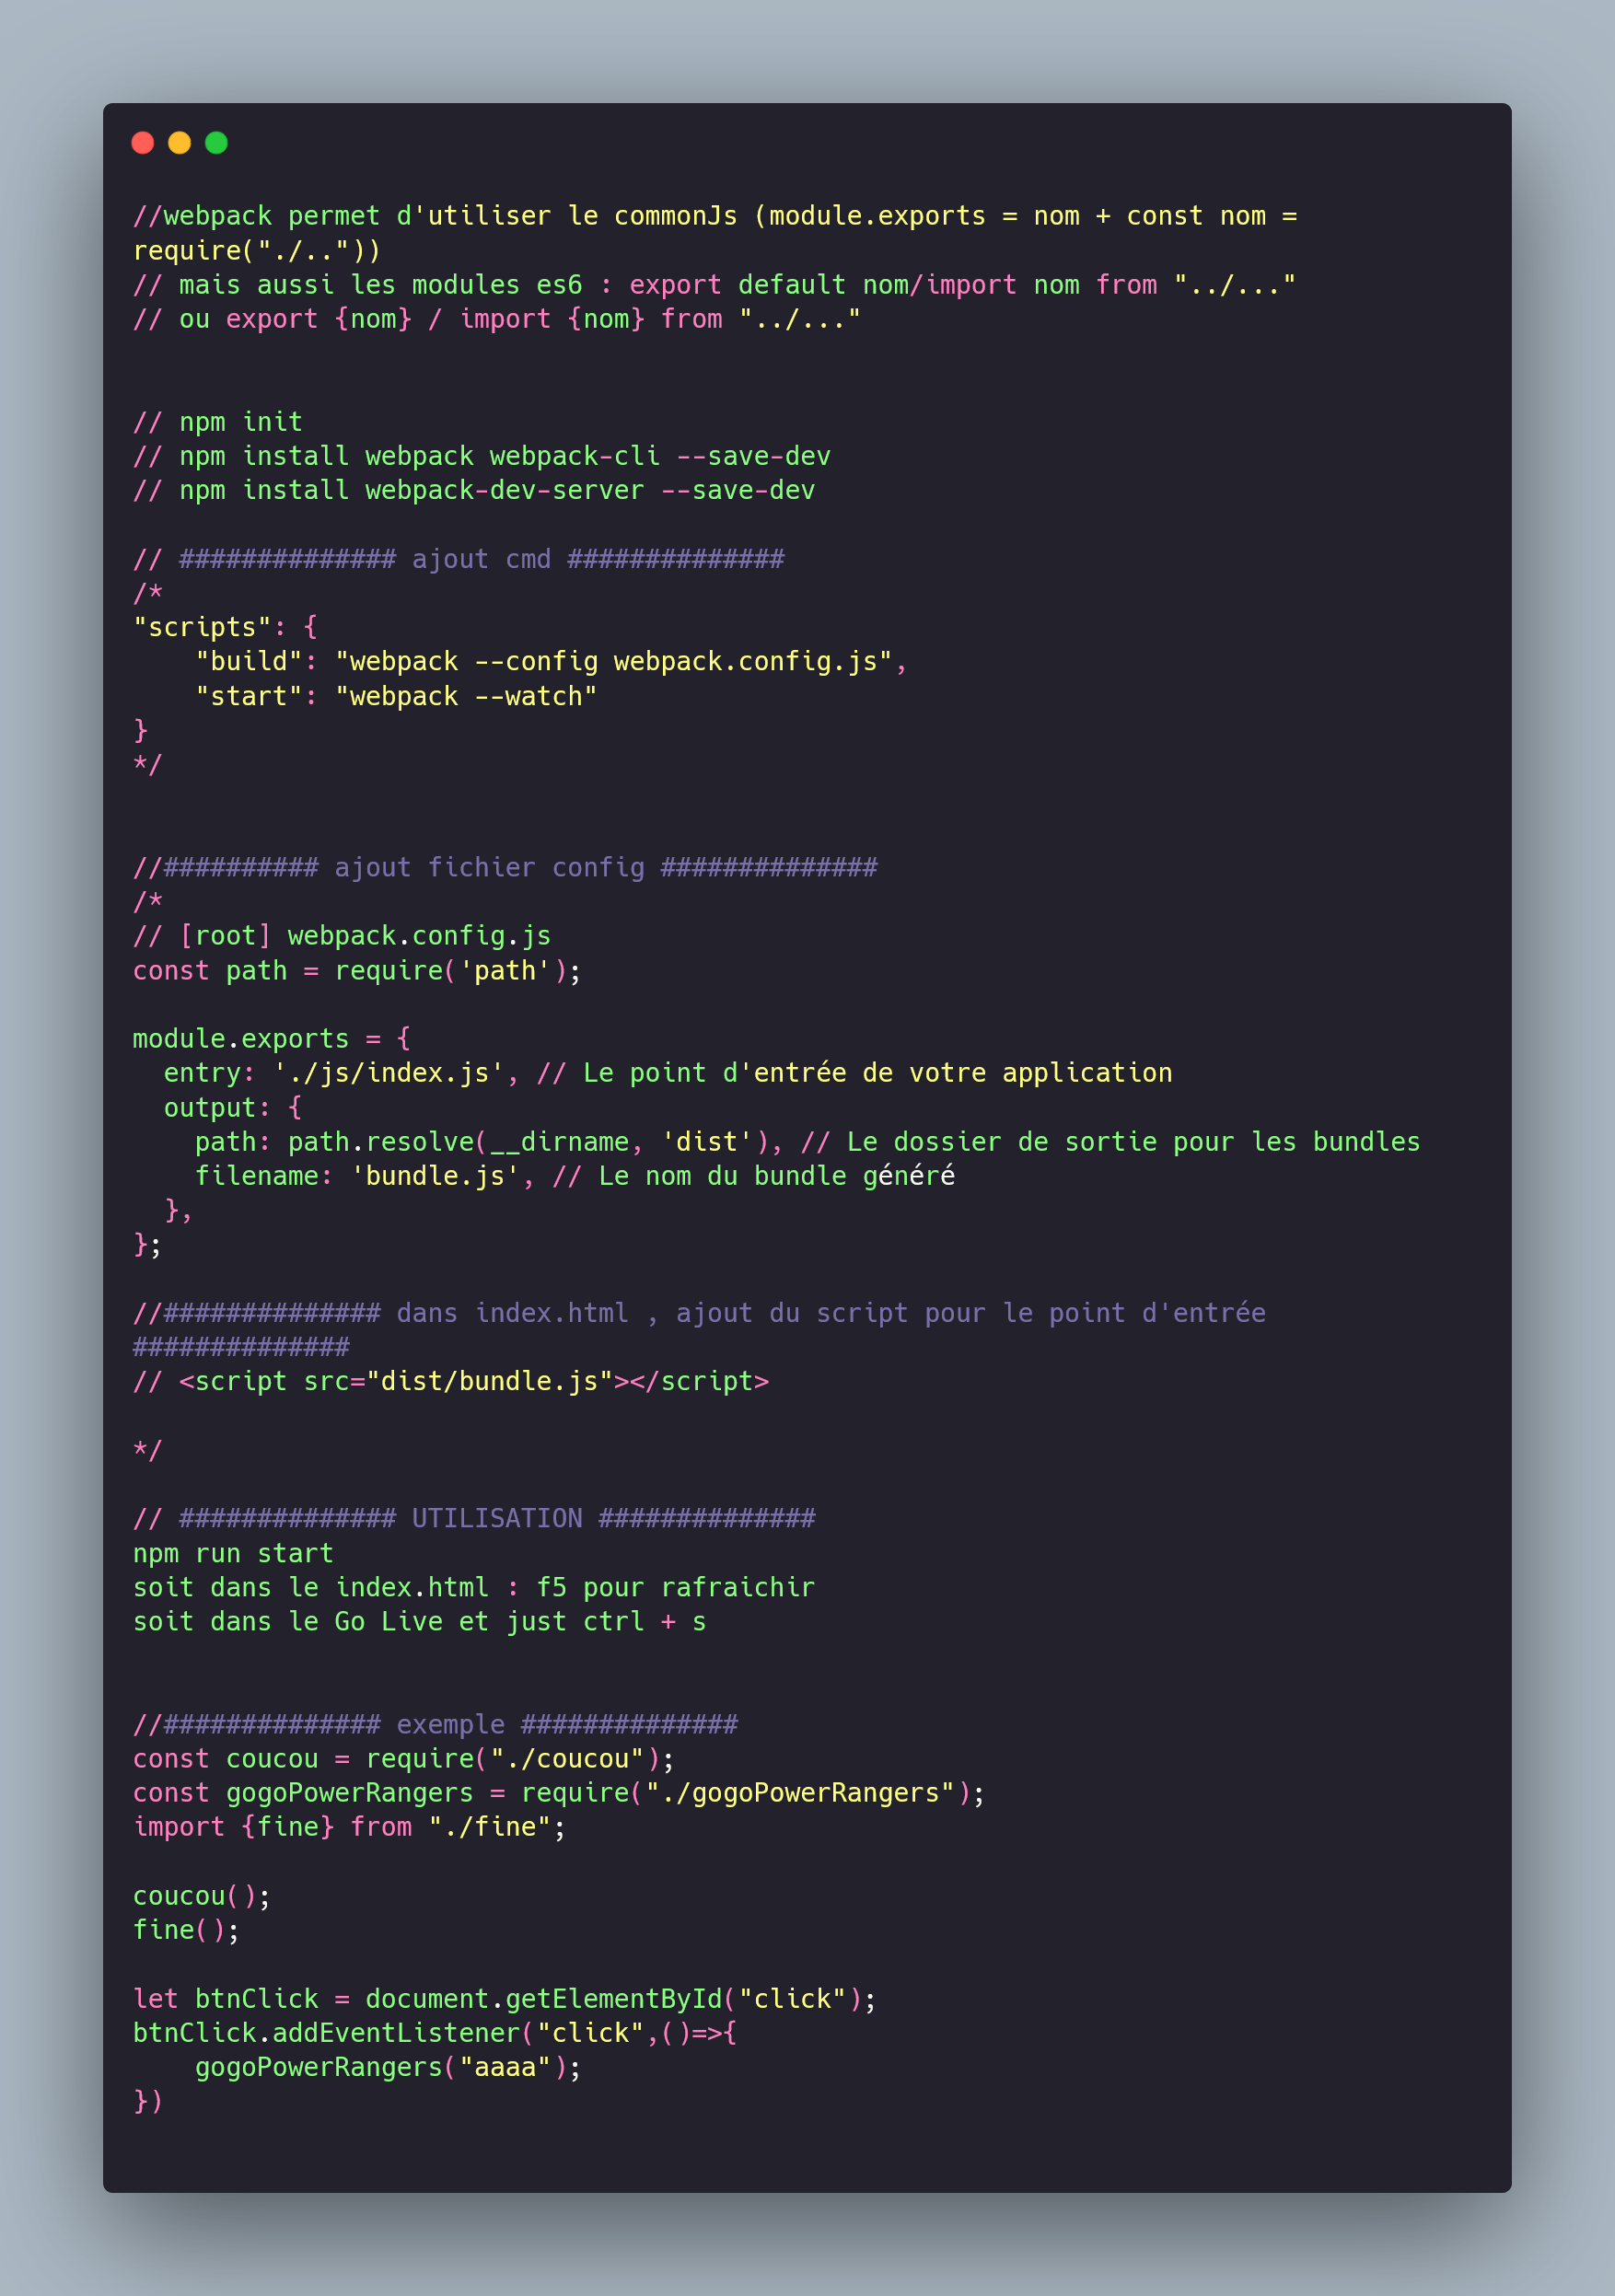 //webpack permet d'utiliser le commonJs (module.exports = nom + const nom =
require("./.."))
// mais aussi les modules es6 : export default nom/import nom from "../..."
// ou export {nom} / import {nom} from "../..."
// npm init
// npm install webpack webpack-cli --save-dev
// npm install webpack-dev-server --save-dev
// ############## ajout cmd ##############
/*
"scripts": {
    "build": "webpack --config webpack.config.js",
    "start": "webpack --watch"
}
*/
//########## ajout fichier config ##############
/*
// [root] webpack.config.js
const path = require('path');
module.exports = {
  entry: './js/index.js', // Le point d'entrée de votre application
  output: {
    path: path.resolve(__dirname, 'dist'), // Le dossier de sortie pour les bundles
    filename: 'bundle.js', // Le nom du bundle généré
  },
};
//############## dans index.html , ajout du script pour le point d'entrée
##############
// <script src="dist/bundle.js"></script>
*/
// ############## UTILISATION ##############
npm run start
soit dans le index.html : f5 pour rafraichir
soit dans le Go Live et just ctrl + s
//############## exemple ##############
const coucou = require("./coucou");
const gogoPowerRangers = require("./gogoPowerRangers");
import {fine} from "./fine";
coucou();
fine();
let btnClick = document.getElementById("click");
btnClick.addEventListener("click",()=>{
    gogoPowerRangers("aaaa");
})